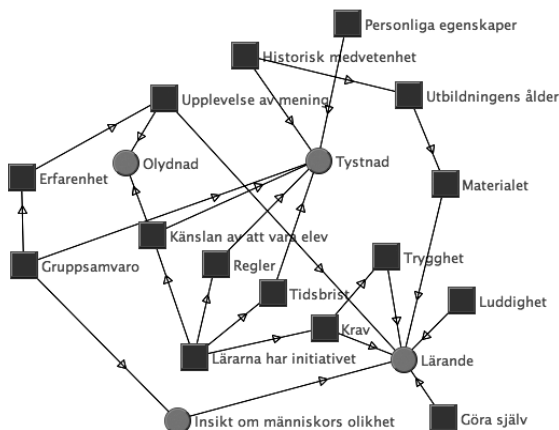 Personliga egenskaper
Historisk medvetenhet
Upplevelse av mening
Utbildningens ålder
Olydnad
Tystnad
Erfarenhet
Materialet
Känslan av att vara elev
Gruppsamvaro
Regler
Trygghet
Tidsbrist
Luddighet
Krav
Lärarna har initiativet
Lärande
Insikt om människors olikhet
Göra själv